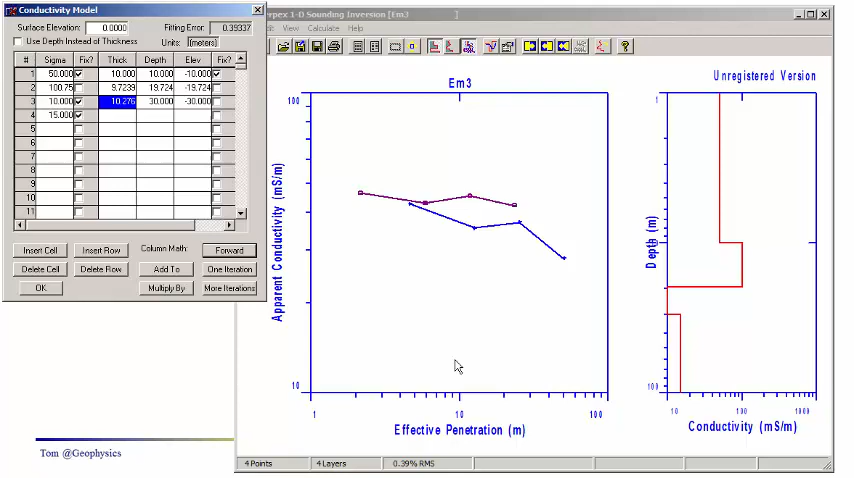 Conductivity Model
Surface Elevation: 0.0000 Fitting Error: 0.39337
Use Depth Instead of Thickness Units: (meters)
# Sigma Fix? Thick Depth Elev Fix?
1 50.000 10.000 10.000 -10.000
2 100.75 9.7239 19.724 -19.724
3 10.000 10.276 30.000 -30.000
4 15.000
5
6
7
8
9
10
11
Insert Cell Insert Row Column Math: Forward
Delete Cell Delete Row Add To One Iteration
OK Multiply By More Iterations
erpex 1-D Sounding Inversion [Em3 ]
Edit View Calculate Help
Em3
Unregistered Version
100
10
Apparent Conductivity (mS/m)
1 10 100
Effective Penetration (m)
1
100
Depth (m)
10 100 1000
Conductivity (mS/m)
Tom @Geophysics
4 Points 4 Layers 0.39% RMS